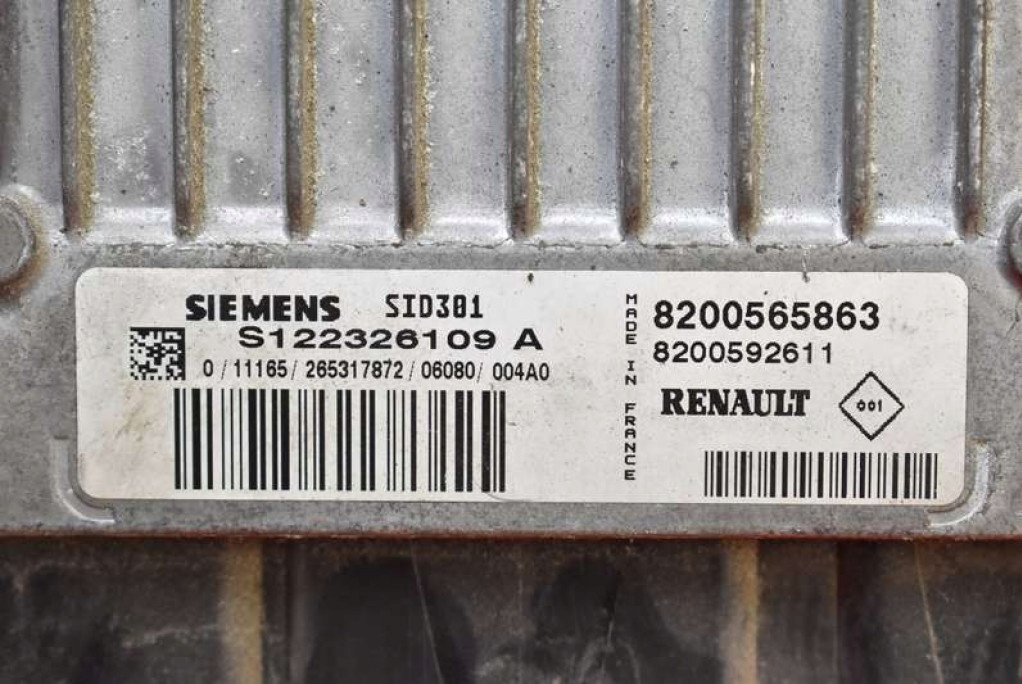 SIEMENS SID301
S122326109 A
0/11165/265317872/06080/004A0
MADE IN FRANCE
8200565863
8200592611
RENAULT
001